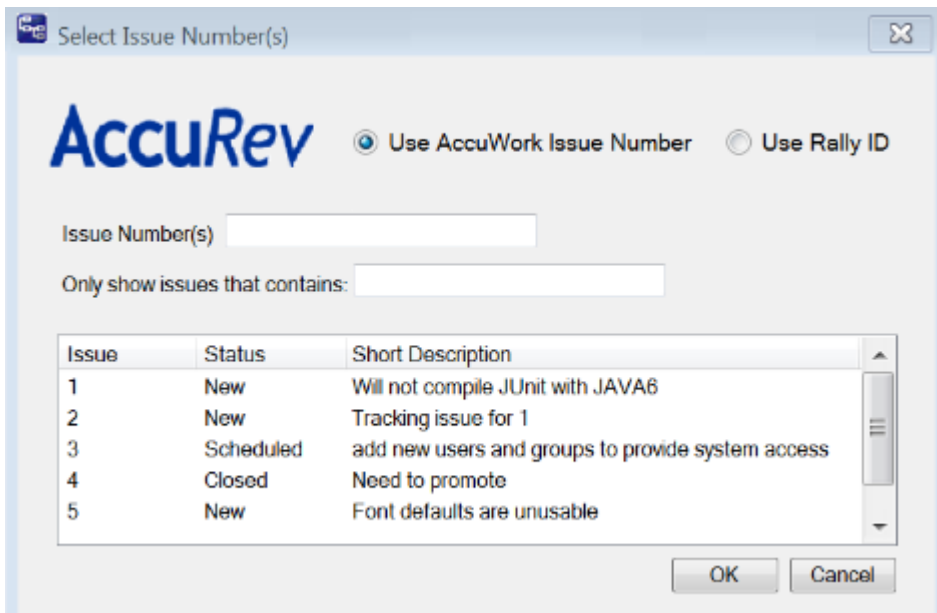 Select Issue Number(s)
AccuRev
Use AccuWork Issue Number Use Rally ID
Issue Number(s)
Only show issues that contains:
Issue Status Short Description
1 New Will not compile JUnit with JAVA6
2 New Tracking issue for 1
3 Scheduled add new users and groups to provide system access
4 Closed Need to promote
5 New Font defaults are unusable
OK Cancel